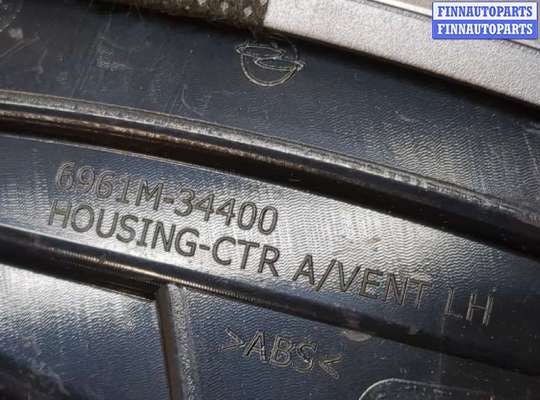 FINNAUTOPARTS
FINNAUTOPARTS
6961M-34400
HOUSING-CTR A/VENT LH
>ABS<